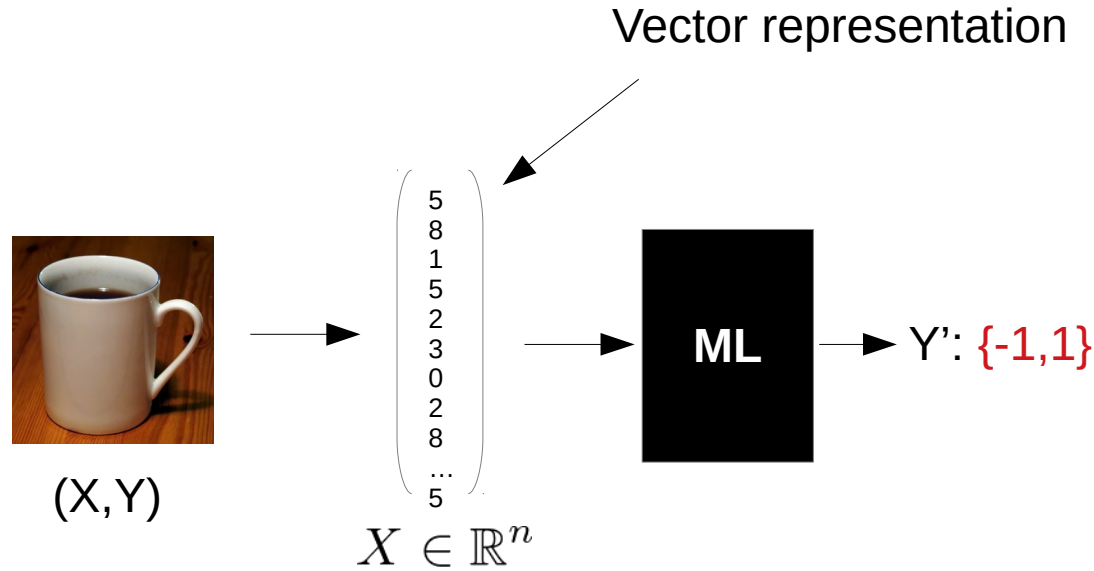 Vector representation
5
8
1
5
2
3
0
2
8
...
5
ML
Y’: {-1,1}
(X,Y)
X ∈ ℝⁿ